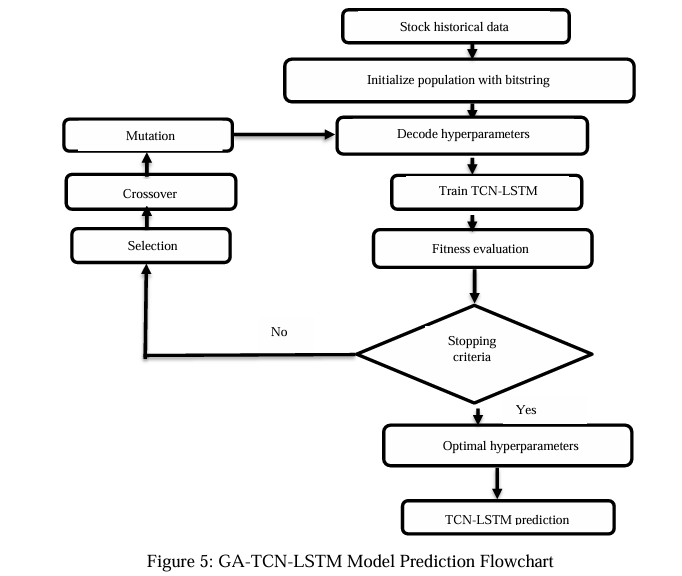 Stock historical data
Initialize population with bitstring
Mutation
Decode hyperparameters
Crossover
Train TCN-LSTM
Selection
Fitness evaluation
No
Stopping
criteria
Yes
Optimal hyperparameters
TCN-LSTM prediction
Figure 5: GA-TCN-LSTM Model Prediction Flowchart